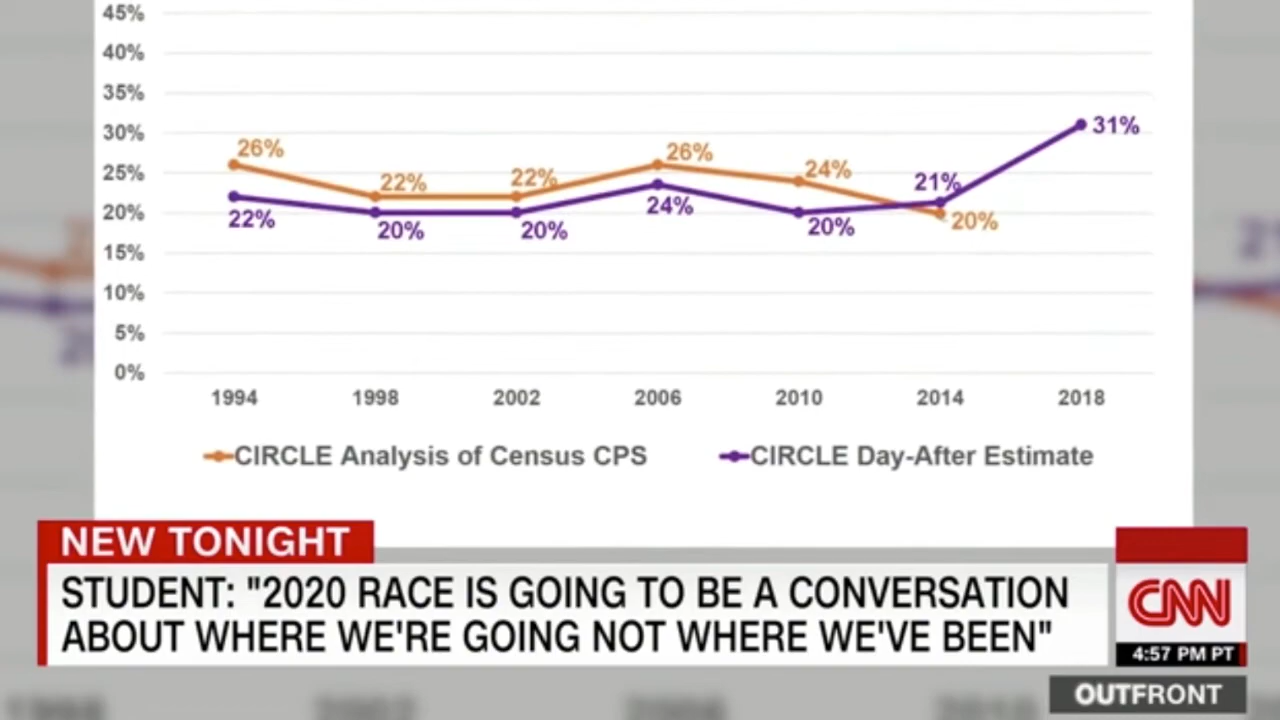 45%
40%
35%
30%
25%
20%
15%
10%
5%
0%
26%
22%
22%
26%
24%
20%
22%
20%
20%
24%
20%
21%
31%
1994 1998 2002 2006 2010 2014 2018
CIRCLE Analysis of Census CPS CIRCLE Day-After Estimate
NEW TONIGHT
STUDENT: "2020 RACE IS GOING TO BE A CONVERSATION
ABOUT WHERE WE'RE GOING NOT WHERE WE'VE BEEN"
CNN
4:57 PM PT
OUTFRONT